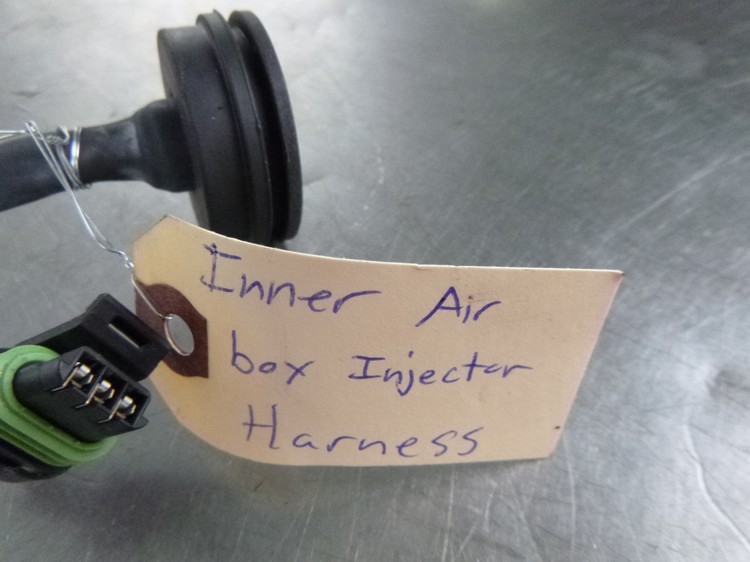 Inner Air
box Injector
Harness